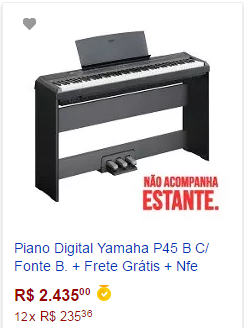 NÃO ACOMPANHA
ESTANTE.
Piano Digital Yamaha P45 B C/
Fonte B. + Frete Grátis + Nfe
R$ 2.435⁰⁰
12x R$ 235³⁶